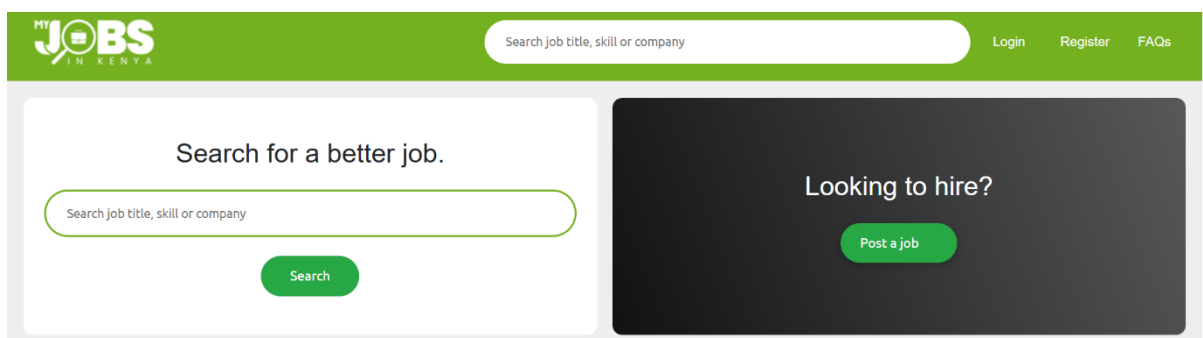 MY
JOBS
IN KENYA
Search job title, skill or company
Login
Register
FAQs
Search for a better job.
Search job title, skill or company
Search
Looking to hire?
Post a job